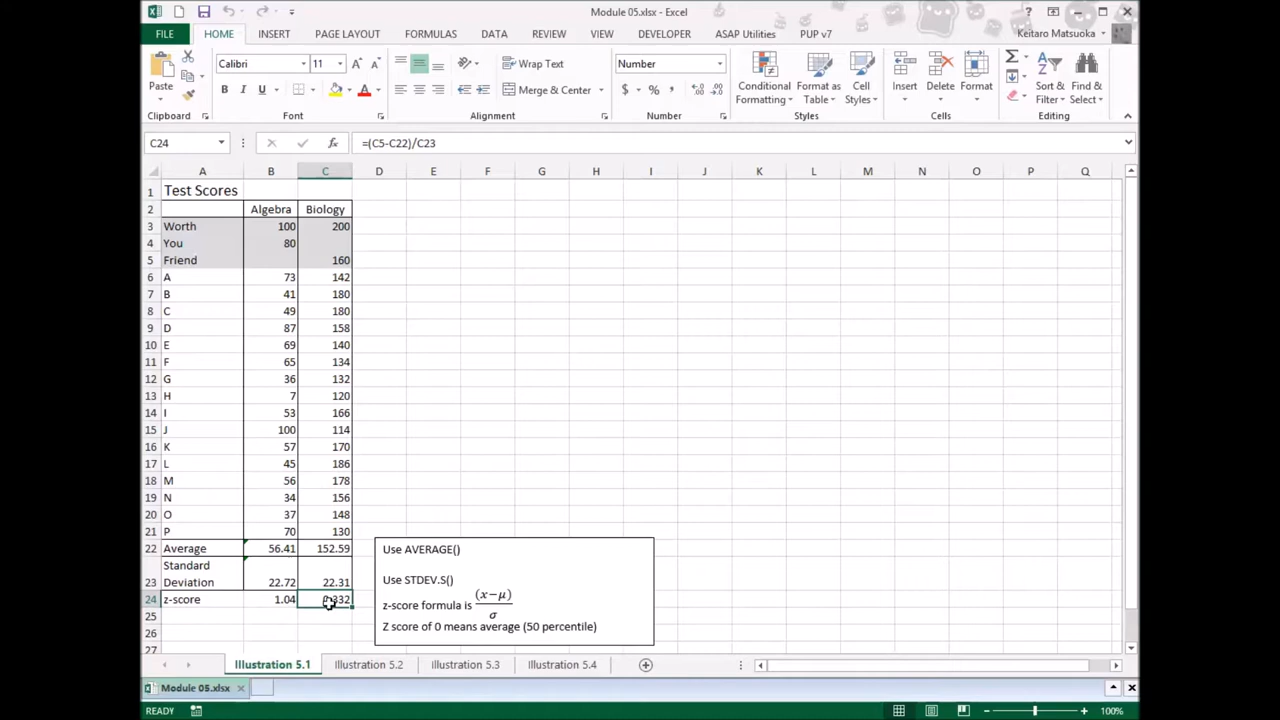 Module 05.xlsx - Excel
FILE HOME INSERT PAGE LAYOUT FORMULAS DATA REVIEW VIEW DEVELOPER ASAP Utilities PUP v7 Keitaro Matsuoka
Calibri 11 Wrap Text Number
Paste B I U A Merge & Center $ % , Conditional Formatting Format as Table Cell Styles Insert Delete Format Sort & Filter Find & Select
Clipboard Font Alignment Number Styles Cells Editing
C24 fx =(C5-C22)/C23
A B C D E F G H I J K L M N O P Q
1 Test Scores
2 Algebra Biology
3 Worth 100 200
4 You 80
5 Friend 160
6 A 73 142
7 B 41 180
8 C 49 180
9 D 87 158
10 E 69 140
11 F 65 134
12 G 36 132
13 H 7 120
14 I 53 166
15 J 100 114
16 K 57 170
17 L 45 186
18 M 56 178
19 N 34 156
20 O 37 148
21 P 70 130
22 Average 56.41 152.59
Standard
23 Deviation 22.72 22.31
24 z-score 1.04
25
26
27
Use AVERAGE()
Use STDEV.S()
z-score formula is (x−μ)/σ
Z score of 0 means average (50 percentile)
Illustration 5.1 Illustration 5.2 Illustration 5.3 Illustration 5.4
Module 05.xlsx
READY 100%